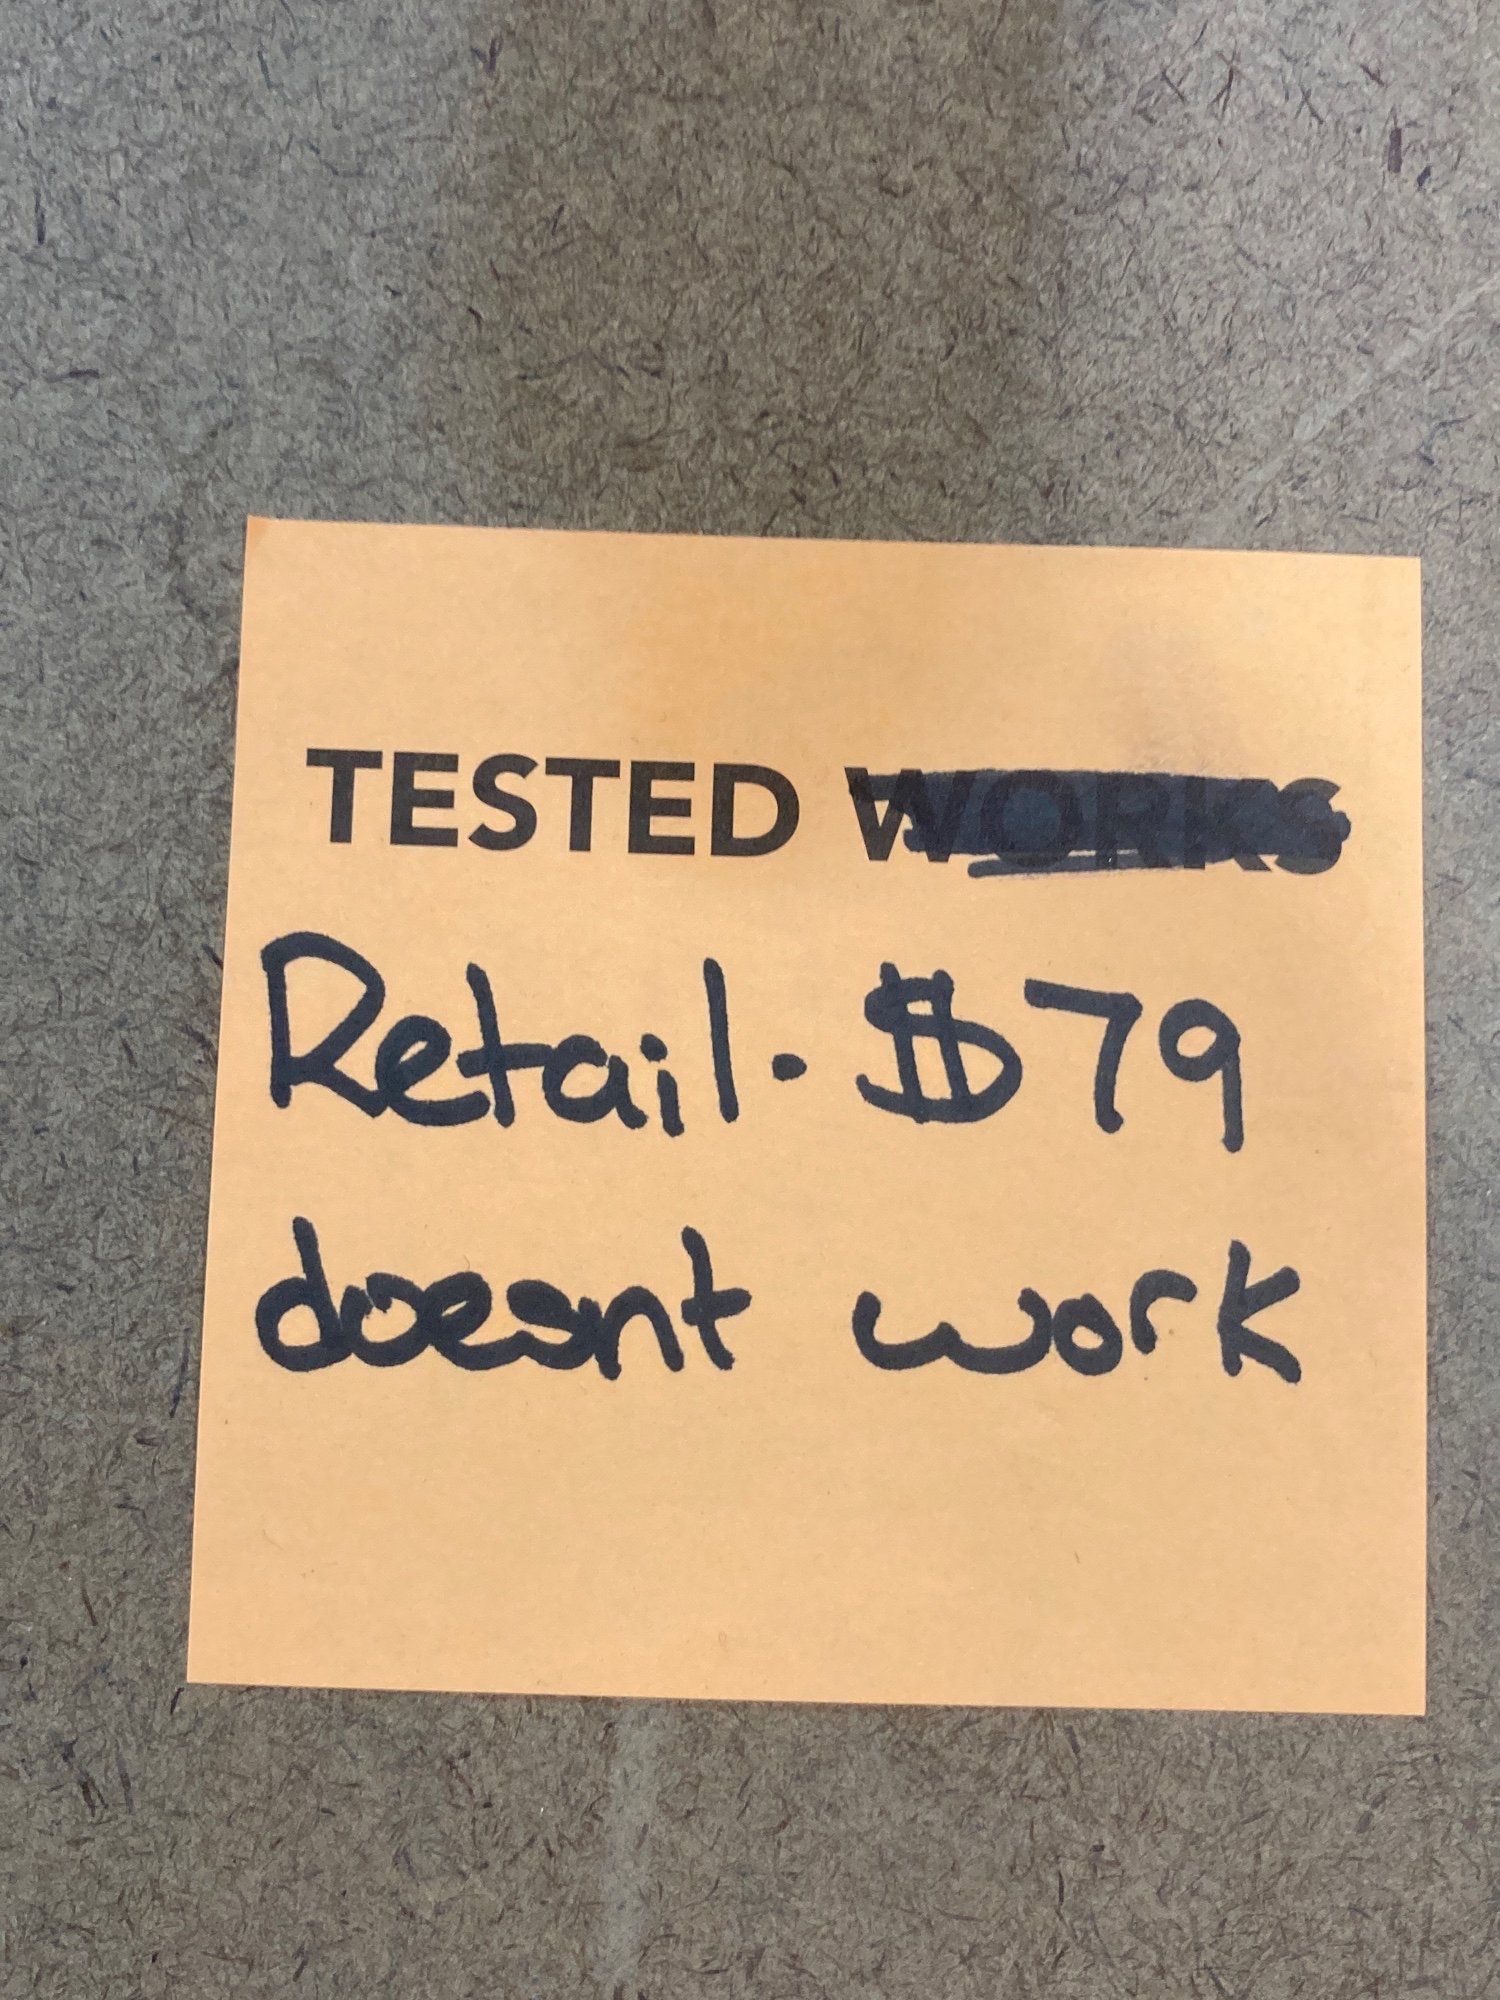 TESTED WORKS
Retail. $79
doesnt work